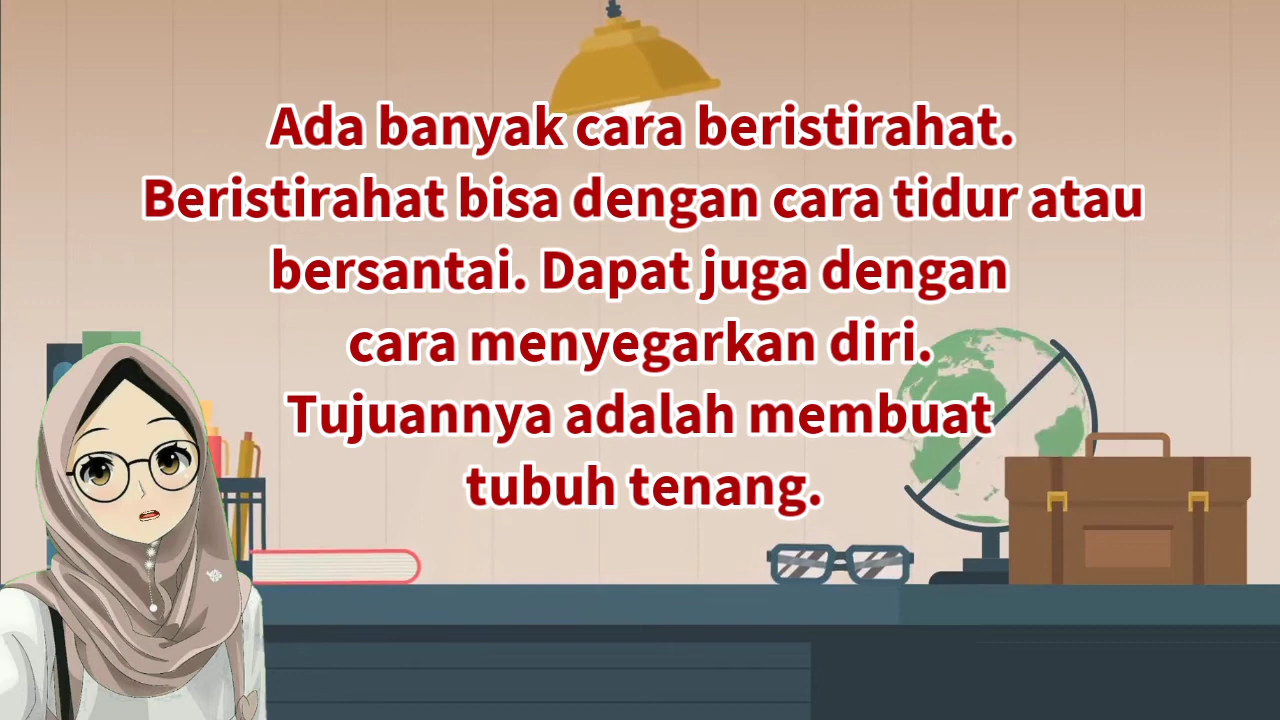 Ada banyak cara beristirahat.
Beristirahat bisa dengan cara tidur atau
bersantai. Dapat juga dengan
cara menyegarkan diri.
Tujuannya adalah membuat
tubuh tenang.